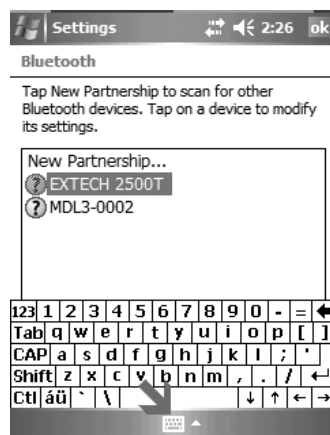 Settings 2:26 ok
Bluetooth
Tap New Partnership to scan for other
Bluetooth devices. Tap on a device to modify
its settings.
New Partnership...
EXTECH 2500T
MDL3-0002
123 1 2 3 4 5 6 7 8 9 0 - =
Tab q w e r t y u i o p [ ]
CAP a s d f g h j k l ; '
Shift z x c v b n m , . /
Ctl áü ` \